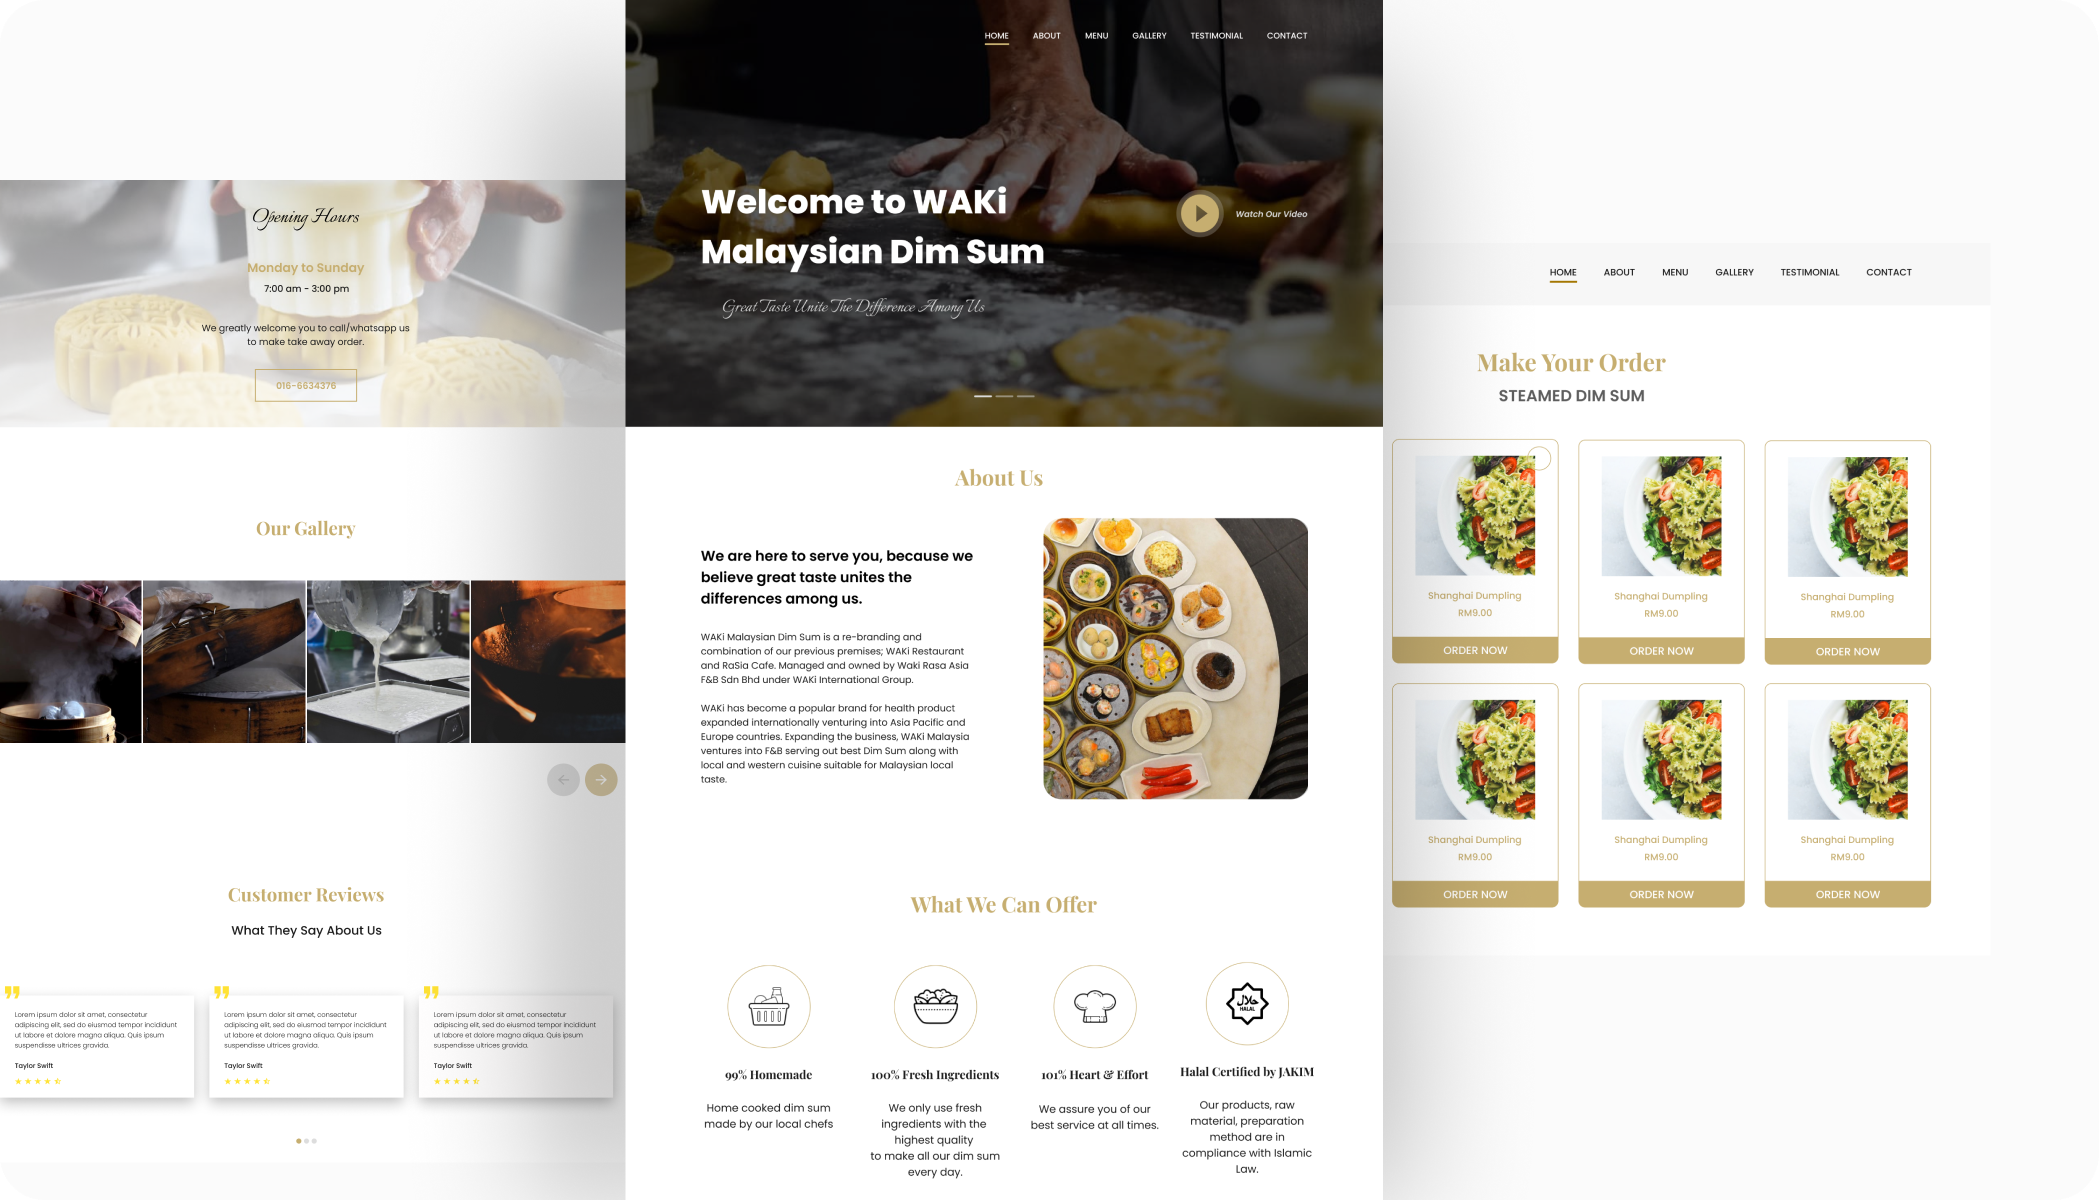 Opening Hours
Monday to Sunday
7:00 am - 3:00 pm
We greatly welcome you to call/whatsapp us
to make take away order.
016-6634376
Our Gallery
Customer Reviews
What They Say About Us
Lorem ipsum dolor sit amet, consectetur
adipiscing elit, sed do eiusmod tempor incididunt
ut labore et dolore magna aliqua. Quis ipsum
suspendisse ultrices gravida.
Taylor Swift
Lorem ipsum dolor sit amet, consectetur
adipiscing elit, sed do eiusmod tempor incididunt
ut labore et dolore magna aliqua. Quis ipsum
suspendisse ultrices gravida.
Taylor Swift
Lorem ipsum dolor sit amet, consectetur
adipiscing elit, sed do eiusmod tempor incididunt
ut labore et dolore magna aliqua. Quis ipsum
suspendisse ultrices gravida.
Taylor Swift
HOME ABOUT MENU GALLERY TESTIMONIAL CONTACT
Welcome to WAKi
Malaysian Dim Sum
Great Taste Unite The Difference Among Us
Watch Our Video
About Us
We are here to serve you, because we
believe great taste unites the
differences among us.
WAKi Malaysian Dim Sum is a re-branding and
combination of our previous premises; WAKi Restaurant
and RaSia Cafe. Managed and owned by Waki Rasa Asia
F&B Sdn Bhd under WAKi International Group.
WAKi has become a popular brand for health product
expanded internationally venturing into Asia Pacific and
Europe countries. Expanding the business, WAKi Malaysia
ventures into F&B serving out best Dim Sum along with
local and western cuisine suitable for Malaysian local
taste.
What We Can Offer
99% Homemade
Home cooked dim sum
made by our local chefs
100% Fresh Ingredients
We only use fresh
ingredients with the
highest quality
to make all our dim sum
every day.
101% Heart & Effort
We assure you of our
best service at all times.
حلال
HALAL
Halal Certified by JAKIM
Our products, raw
material, preparation
method are in
compliance with Islamic
Law.
HOME ABOUT MENU GALLERY TESTIMONIAL CONTACT
Make Your Order
STEAMED DIM SUM
Shanghai Dumpling
RM9.00
ORDER NOW
Shanghai Dumpling
RM9.00
ORDER NOW
Shanghai Dumpling
RM9.00
ORDER NOW
Shanghai Dumpling
RM9.00
ORDER NOW
Shanghai Dumpling
RM9.00
ORDER NOW
Shanghai Dumpling
RM9.00
ORDER NOW